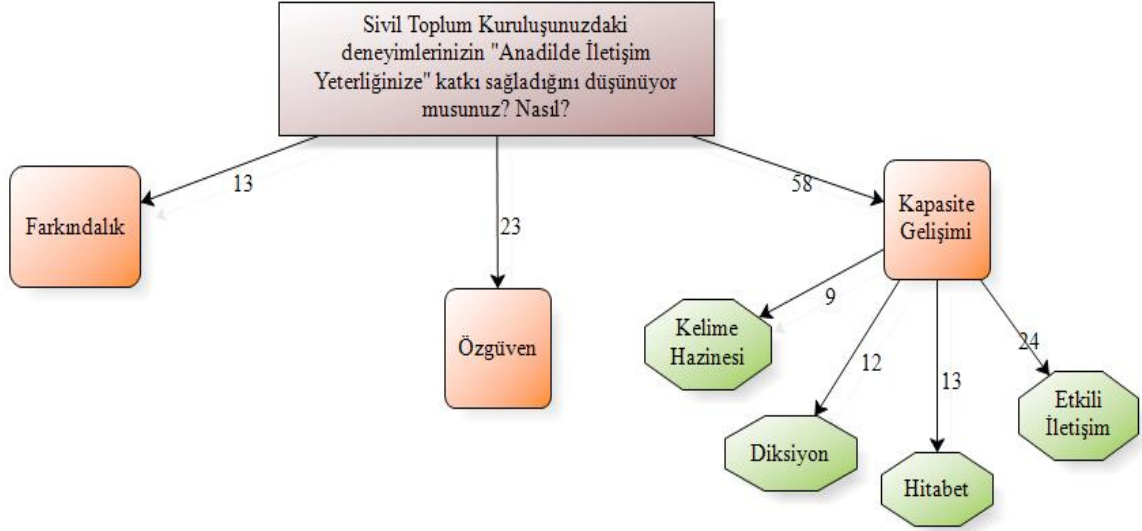 Sivil Toplum Kuruluşunuzdaki
deneyimlerinizin "Anadilde İletişim
Yeterliğinize" katkı sağladığını düşünüyor
musunuz? Nasıl?
13
23
58
Farkındalık
Özgüven
Kapasite
Gelişimi
9
12
13
24
Kelime
Hazinesi
Diksiyon
Hitabet
Etkili
İletişim